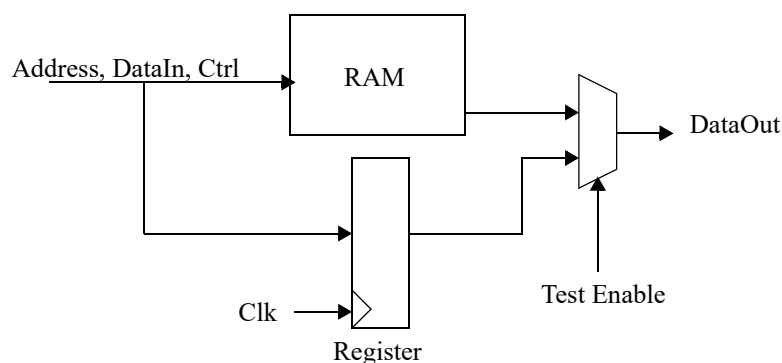 Address, DataIn, Ctrl
RAM
DataOut
Test Enable
Clk
Register